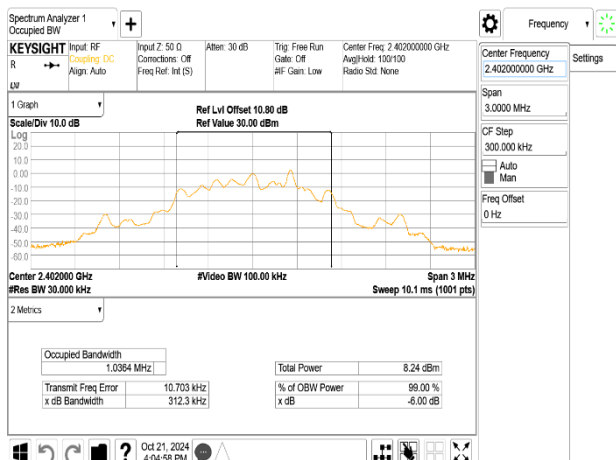 Spectrum Analyzer 1
Occupied BW
Frequency
KEYSIGHT
R
Input: RF
Coupling: DC
Align: Auto
Input Z: 50 Ω
Corrections: Off
Freq Ref: Int (S)
Atten: 30 dB
Trig: Free Run
Gate: Off
#IF Gain: Low
Center Freq: 2.402000000 GHz
Avg|Hold: 100/100
Radio Std: None
Center Frequency
2.402000000 GHz
Settings
Span
3.0000 MHz
CF Step
300.000 kHz
Auto
Man
Freq Offset
0 Hz
1 Graph
Scale/Div 10.0 dB
Ref Lvl Offset 10.80 dB
Ref Value 30.00 dBm
Log
20.0
10.0
0.00
-10.0
-20.0
-30.0
-40.0
-50.0
-60.0
Center 2.402000 GHz
#Res BW 30.000 kHz
#Video BW 100.00 kHz
Span 3 MHz
Sweep 10.1 ms (1001 pts)
2 Metrics
Occupied Bandwidth
1.0364 MHz
Total Power 8.24 dBm
Transmit Freq Error 10.703 kHz
% of OBW Power 99.00 %
x dB Bandwidth 312.3 kHz
x dB -6.00 dB
?
Oct 21, 2024
4:04:58 PM